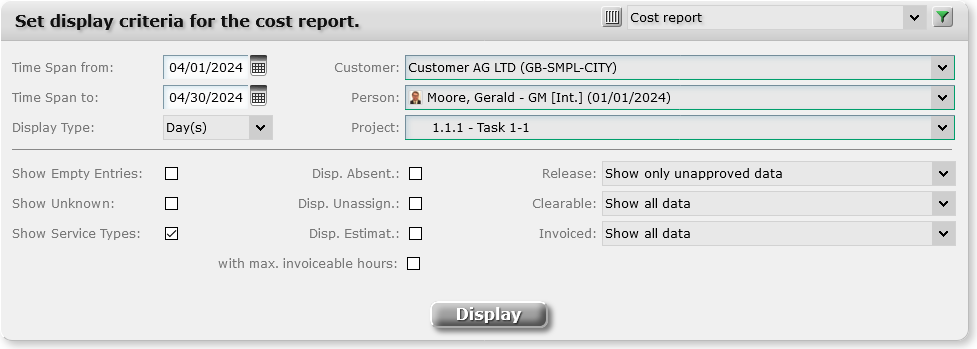 Set display criteria for the cost report. Cost report
Time Span from: 04/01/2024 Customer: Customer AG LTD (GB-SMPL-CITY)
Time Span to: 04/30/2024 Person: Moore, Gerald - GM [Int.] (01/01/2024)
Display Type: Day(s) Project: 1.1.1 - Task 1-1
Show Empty Entries: Disp. Absent.: Release: Show only unapproved data
Show Unknown: Disp. Unassign.: Clearable: Show all data
Show Service Types: Disp. Estimat.: Invoiced: Show all data
with max. invoiceable hours:
Display